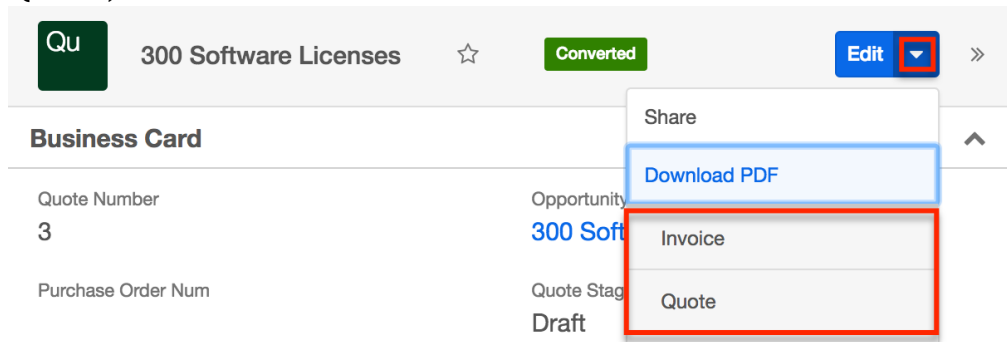 Qu
300 Software Licenses
Converted
Edit
Share
Business Card
Download PDF
Quote Number
Opportunity
3
300 Soft
Invoice
Purchase Order Num
Quote Stag
Quote
Draft